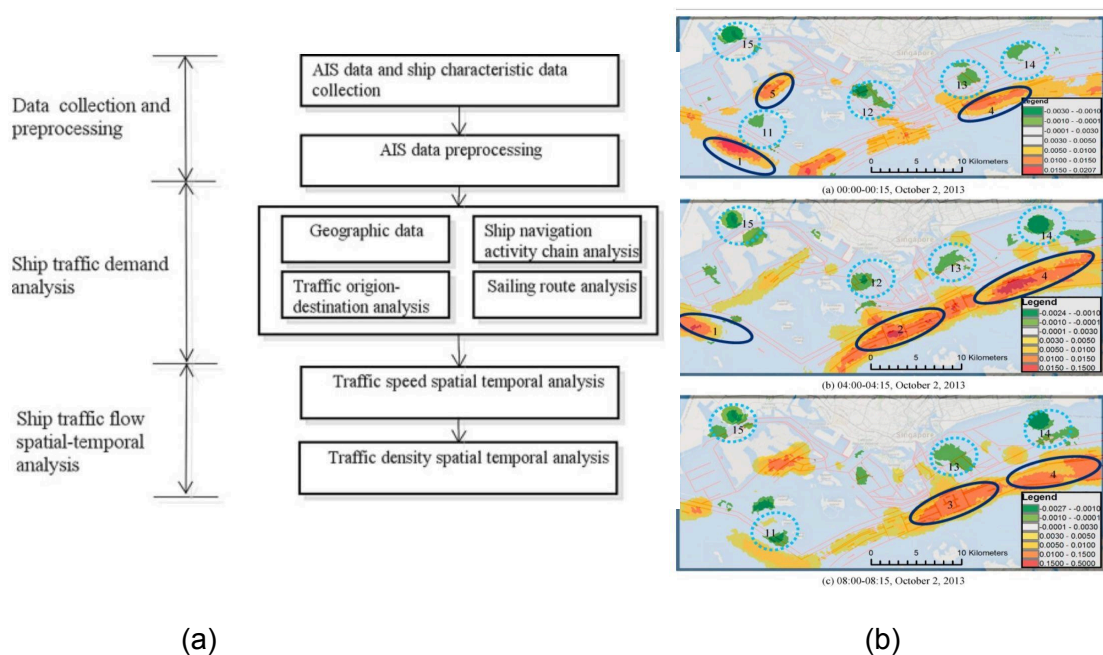 Data collection and
preprocessing
Ship traffic demand
analysis
Ship traffic flow
spatial-temporal
analysis
AIS data and ship characteristic data
collection
AIS data preprocessing
Geographic data
Ship navigation
activity chain analysis
Traffic origion-
destination analysis
Sailing route analysis
Traffic speed spatial temporal analysis
Traffic density spatial temporal analysis
(a)
15
14
13
5
12
4
11
1
Legend
-0.0030 - -0.0010
-0.0010 - -0.0001
-0.0001 - 0.0030
0.0030 - 0.0050
0.0050 - 0.0100
0.0100 - 0.0150
0.0150 - 0.0207
0 5 10 Kilometers
(a) 00:00-00:15, October 2, 2013
15
14
13
12
4
1
2
Legend
-0.0024 - -0.0010
-0.0010 - -0.0001
-0.0001 - 0.0030
0.0030 - 0.0050
0.0050 - 0.0100
0.0100 - 0.0150
0.0150 - 0.1500
0 5 10 Kilometers
(b) 04:00-04:15, October 2, 2013
15
14
Singapore
13
4
3
11
Legend
-0.0027 - -0.0010
-0.0010 - -0.0001
-0.0001 - 0.0030
0.0030 - 0.0050
0.0050 - 0.0100
0.0100 - 0.1500
0.1500 - 0.5000
0 5 10 Kilometers
(c) 08:00-08:15, October 2, 2013
(b)